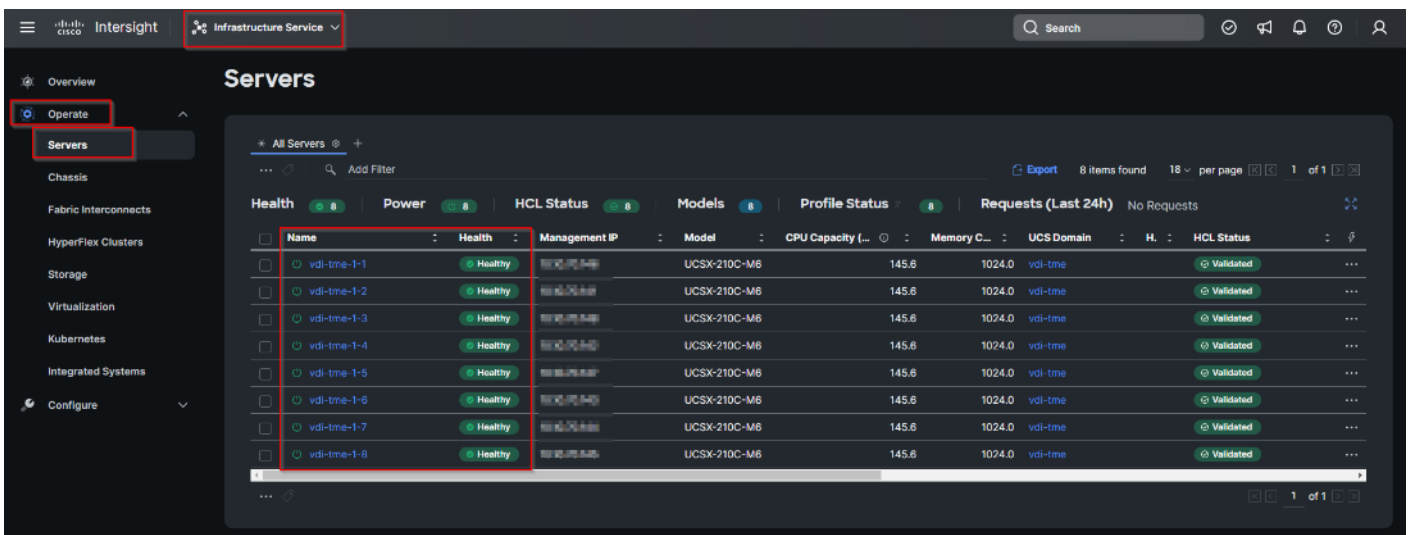 cisco Intersight Infrastructure Service Search
Overview
Operate
Servers
Chassis
Fabric Interconnects
HyperFlex Clusters
Storage
Virtualization
Kubernetes
Integrated Systems
Configure
Servers
All Servers +
... Add Filter Export 8 items found 18 per page 1 of 1
Health 8 Power 8 HCL Status 8 Models 8 Profile Status 8 Requests (Last 24h) No Requests
Name Health Management IP Model CPU Capacity (... Memory C... UCS Domain H. HCL Status
vdi-tme-1-1 Healthy UCSX-210C-M6 145.6 1024.0 vdi-tme Validated ...
vdi-tme-1-2 Healthy UCSX-210C-M6 145.6 1024.0 vdi-tme Validated ...
vdi-tme-1-3 Healthy UCSX-210C-M6 145.6 1024.0 vdi-tme Validated ...
vdi-tme-1-4 Healthy UCSX-210C-M6 145.6 1024.0 vdi-tme Validated ...
vdi-tme-1-5 Healthy UCSX-210C-M6 145.6 1024.0 vdi-tme Validated ...
vdi-tme-1-6 Healthy UCSX-210C-M6 145.6 1024.0 vdi-tme Validated ...
vdi-tme-1-7 Healthy UCSX-210C-M6 145.6 1024.0 vdi-tme Validated ...
vdi-tme-1-8 Healthy UCSX-210C-M6 145.6 1024.0 vdi-tme Validated ...
... 1 of 1